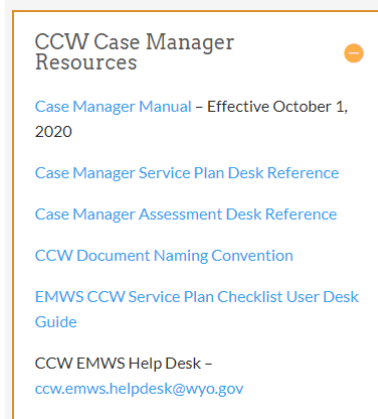 CCW Case Manager
Resources
Case Manager Manual – Effective October 1,
2020
Case Manager Service Plan Desk Reference
Case Manager Assessment Desk Reference
CCW Document Naming Convention
EMWS CCW Service Plan Checklist User Desk
Guide
CCW EMWS Help Desk –
ccw.emws.helpdesk@wyo.gov